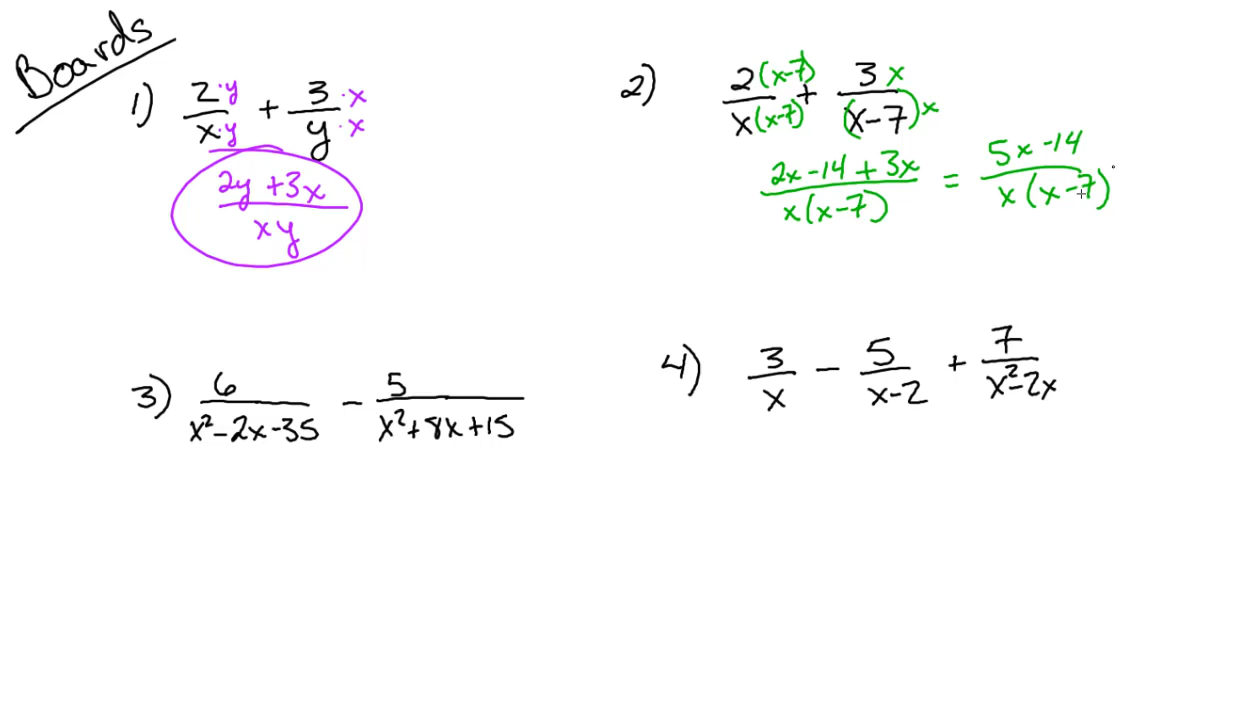 Boards
1) 2·y/x·y + 3·x/y·x
2y + 3x/xy
2) 2(x-7)/x(x-7) + 3x/(x-7)x
2x - 14 + 3x/x(x-7) = 5x - 14/x(x-7)
3) 6/x² - 2x - 35 - 5/x² + 8x + 15
4) 3/x - 5/x-2 + 7/x² - 2x